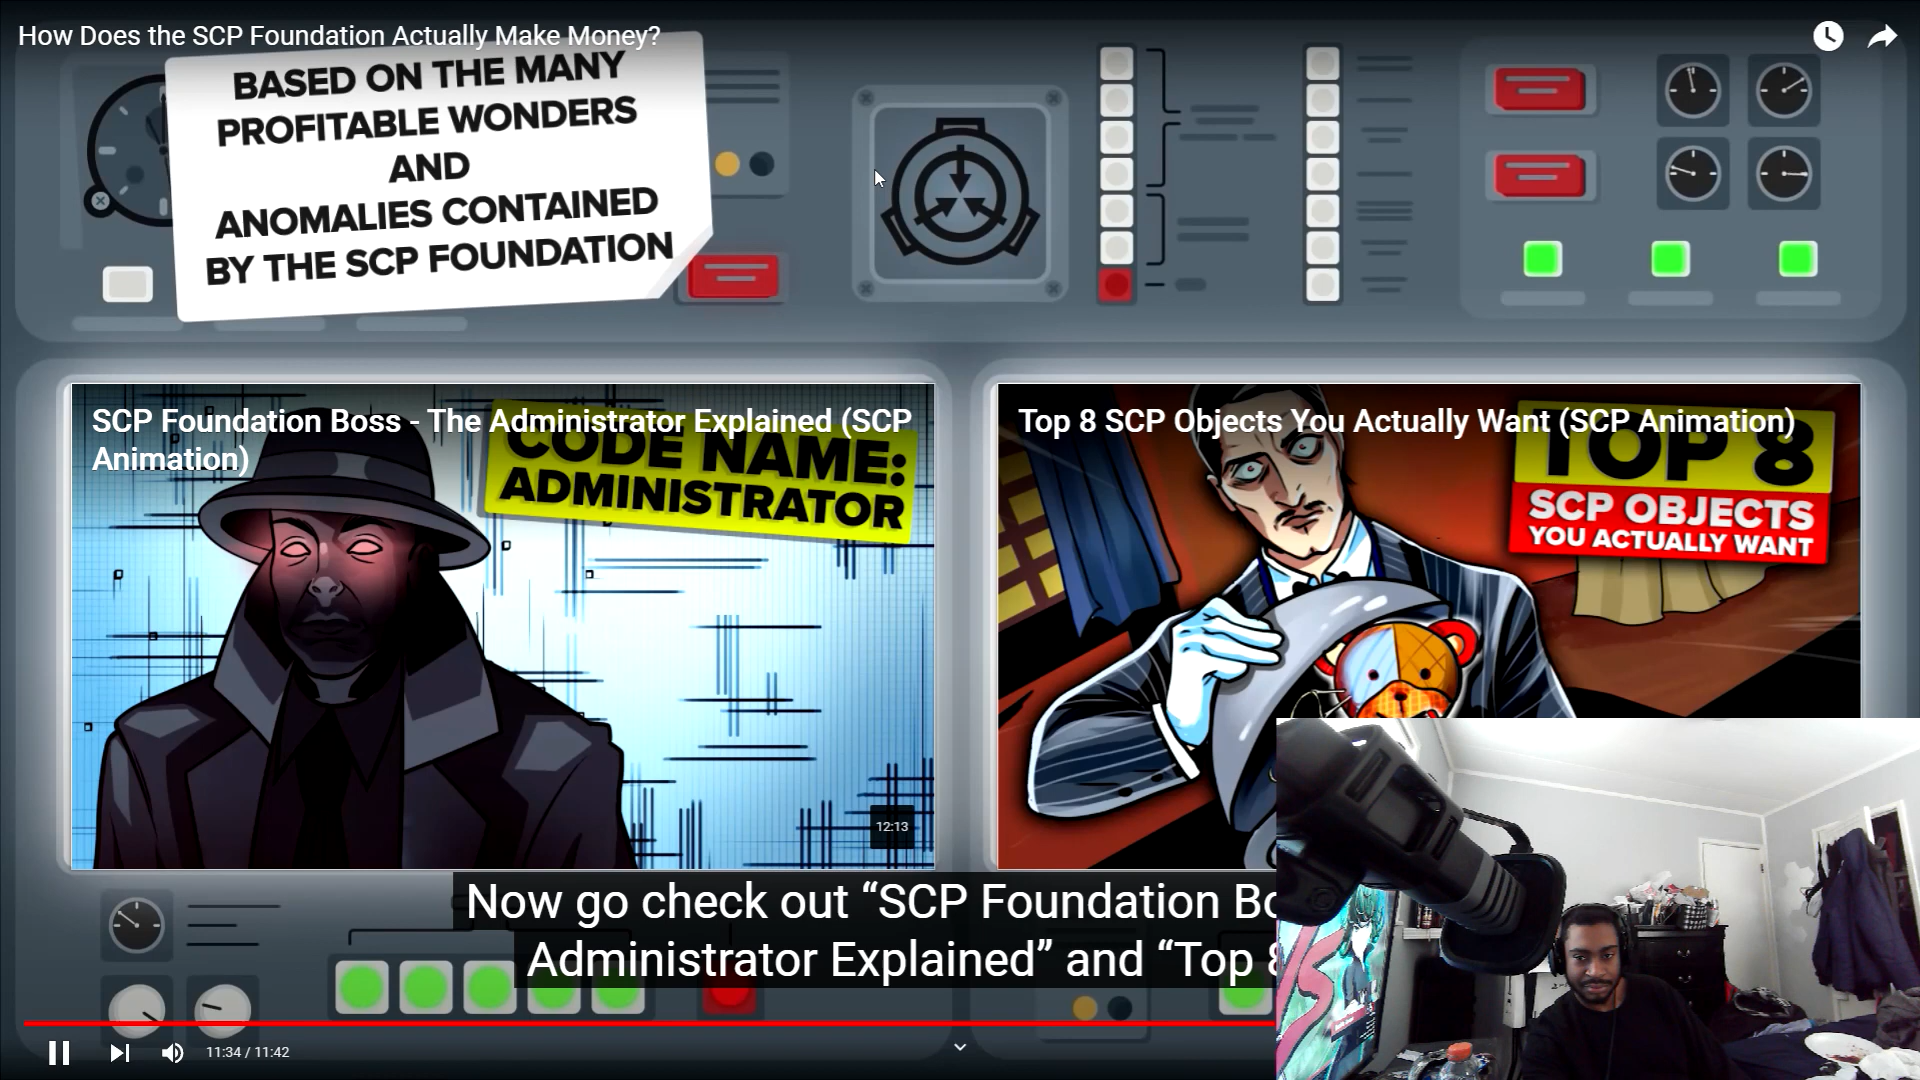 How Does the SCP Foundation Actually Make Money?
BASED ON THE MANY
PROFITABLE WONDERS
AND
ANOMALIES CONTAINED
BY THE SCP FOUNDATION
SCP Foundation Boss - The Administrator Explained (SCP
Animation)
CODE NAME:
ADMINISTRATOR
12:13
Top 8 SCP Objects You Actually Want (SCP Animation)
TOP 8
SCP OBJECTS
YOU ACTUALLY WANT
Now go check out “SCP Foundation
Administrator Explained” and “Top
11:34 / 11:42